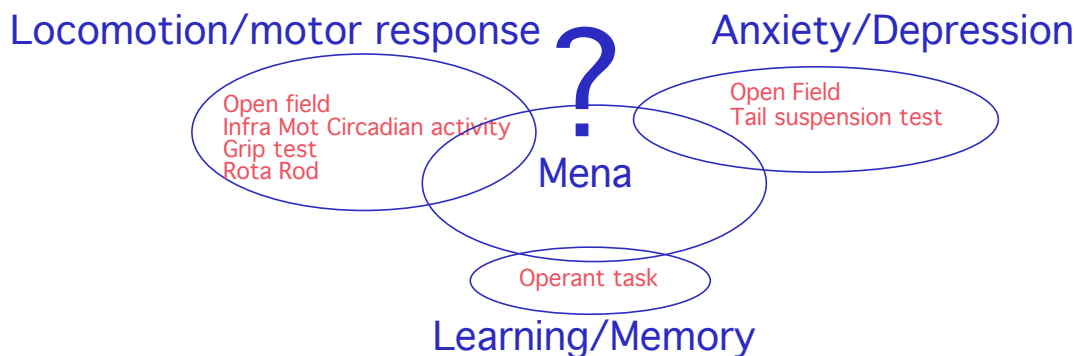 Locomotion/motor response
?
Anxiety/Depression
Open field
Infra Mot Circadian activity
Grip test
Rota Rod
Open Field
Tail suspension test
Mena
Operant task
Learning/Memory